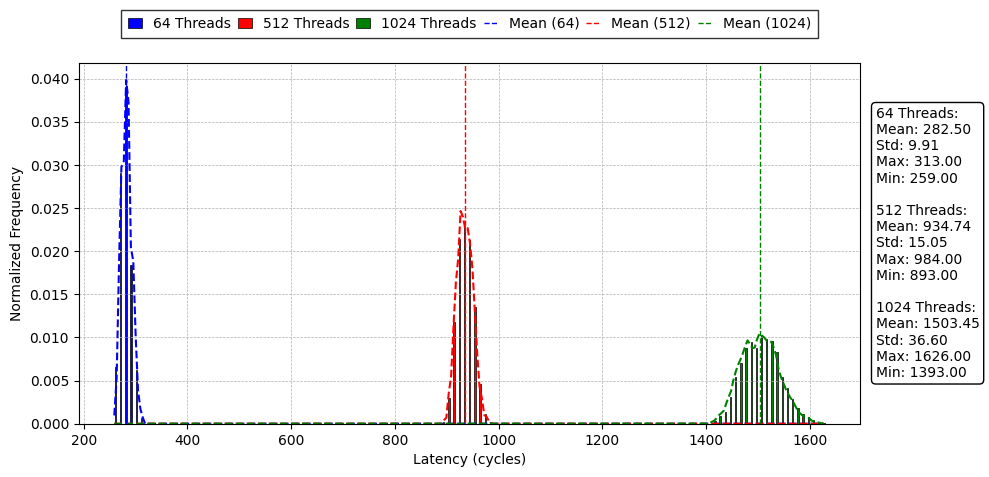 64 Threads 512 Threads 1024 Threads Mean (64) Mean (512) Mean (1024)
0.040
0.035
0.030
0.025
0.020
0.015
0.010
0.005
0.000
Normalized Frequency
200 400 600 800 1000 1200 1400 1600
Latency (cycles)
64 Threads:
Mean: 282.50
Std: 9.91
Max: 313.00
Min: 259.00
512 Threads:
Mean: 934.74
Std: 15.05
Max: 984.00
Min: 893.00
1024 Threads:
Mean: 1503.45
Std: 36.60
Max: 1626.00
Min: 1393.00